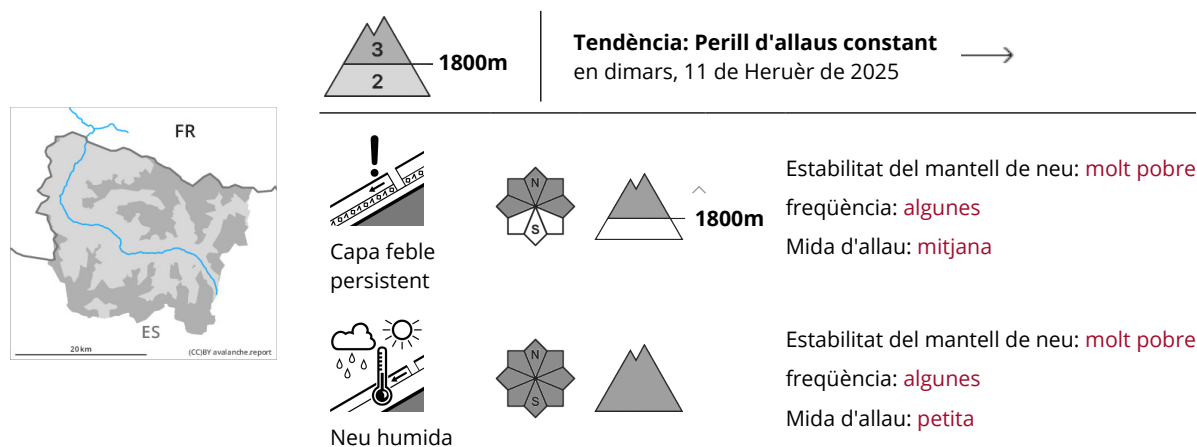 3
2
1800m
Tendència: Perill d'allaus constant
en dimars, 11 de Heruèr de 2025
FR
ES
20 km
(CC)BY avalanche.report
Capa feble
persistent
N
S
1800m
Estabilitat del mantell de neu: molt pobre
freqüència: algunes
Mida d'allau: mitjana
Neu humida
N
S
Estabilitat del mantell de neu: molt pobre
freqüència: algunes
Mida d'allau: petita